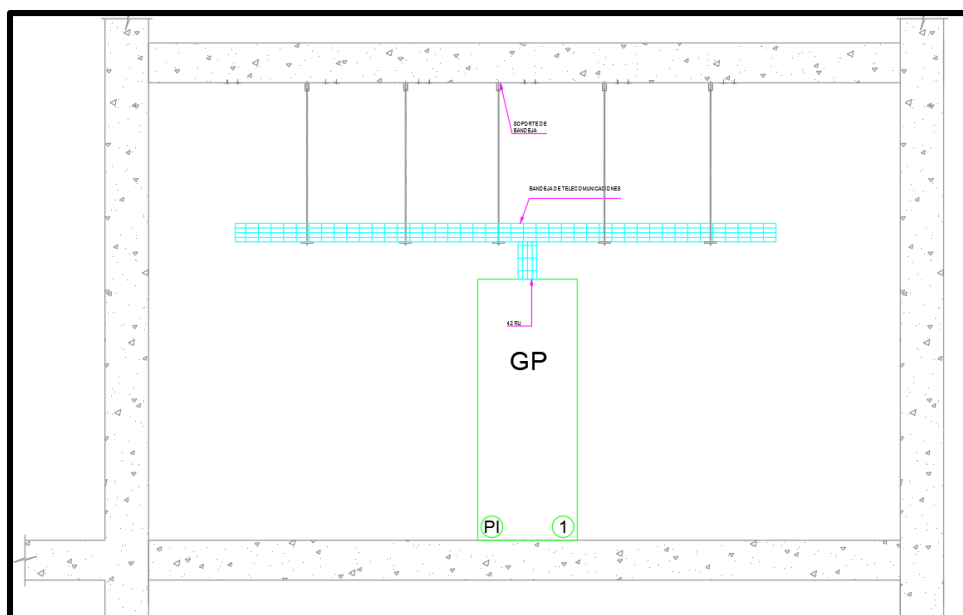 SOPORTE DE
BANDEJA
BANDEJA DE TELECOMUNICACIONES
42 RU
GP
PI
1